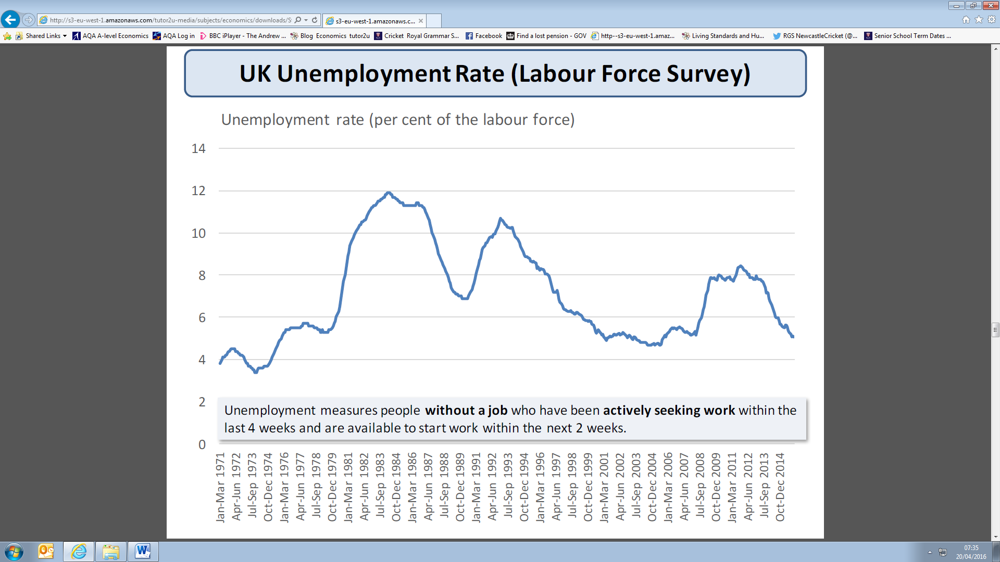 http://s3-eu-west-1.amazonaws.com/tutor2u-media/subjects/economics/downloads/S
s3-eu-west-1.amazonaws.c...
Shared Links
AQA A-level Economics
AQA Log in
BBC iPlayer - The Andrew ...
Blog Economics tutor2u
Cricket Royal Grammar S...
Facebook
Find a lost pension - GOV
http--s3-eu-west-1.amaz...
Living Standards and Hu...
RGS NewcastleCricket (@...
Senior School Term Dates ...
UK Unemployment Rate (Labour Force Survey)
Unemployment rate (per cent of the labour force)
14
12
10
8
6
4
2
0
Unemployment measures people without a job who have been actively seeking work within the
last 4 weeks and are available to start work within the next 2 weeks.
Jan-Mar 1971
Apr-Jun 1972
Jul-Sep 1973
Oct-Dec 1974
Jan-Mar 1976
Apr-Jun 1977
Jul-Sep 1978
Oct-Dec 1979
Jan-Mar 1981
Apr-Jun 1982
Jul-Sep 1983
Oct-Dec 1984
Jan-Mar 1986
Apr-Jun 1987
Jul-Sep 1988
Oct-Dec 1989
Jan-Mar 1991
Apr-Jun 1992
Jul-Sep 1993
Oct-Dec 1994
Jan-Mar 1996
Apr-Jun 1997
Jul-Sep 1998
Oct-Dec 1999
Jan-Mar 2001
Apr-Jun 2002
Jul-Sep 2003
Oct-Dec 2004
Jan-Mar 2006
Apr-Jun 2007
Jul-Sep 2008
Oct-Dec 2009
Jan-Mar 2011
Apr-Jun 2012
Jul-Sep 2013
Oct-Dec 2014
07:35
20/04/2016